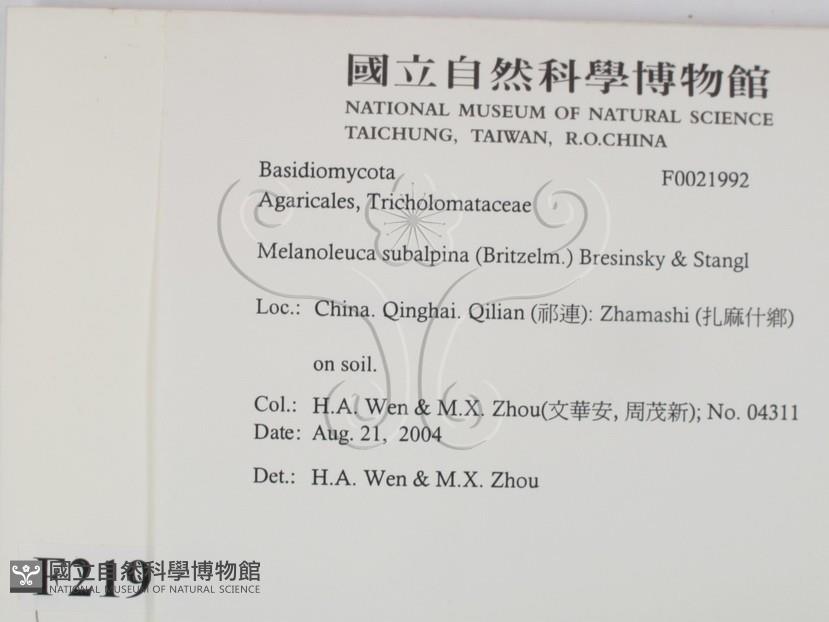 國立自然科學博物館
NATIONAL MUSEUM OF NATURAL SCIENCE
TAICHUNG, TAIWAN, R.O.CHINA
Basidiomycota F0021992
Agaricales, Tricholomataceae
Melanoleuca subalpina (Britzelm.) Bresinsky & Stangl
Loc.: China. Qinghai. Qilian (祁連): Zhamashi (扎麻什鄉)
on soil.
Col.: H.A. Wen & M.X. Zhou(文華安, 周茂新); No. 04311
Date: Aug. 21, 2004
Det.: H.A. Wen & M.X. Zhou
F219
國立自然科學博物館
NATIONAL MUSEUM OF NATURAL SCIENCE